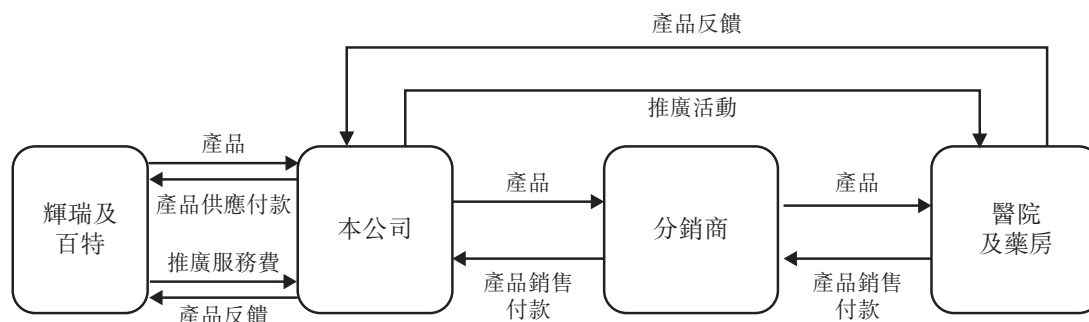 產品反饋
推廣活動
產品
產品供應付款
輝瑞及
百特
推廣服務費
產品反饋
本公司
產品
產品銷售
付款
分銷商
產品
產品銷售
付款
醫院
及藥房